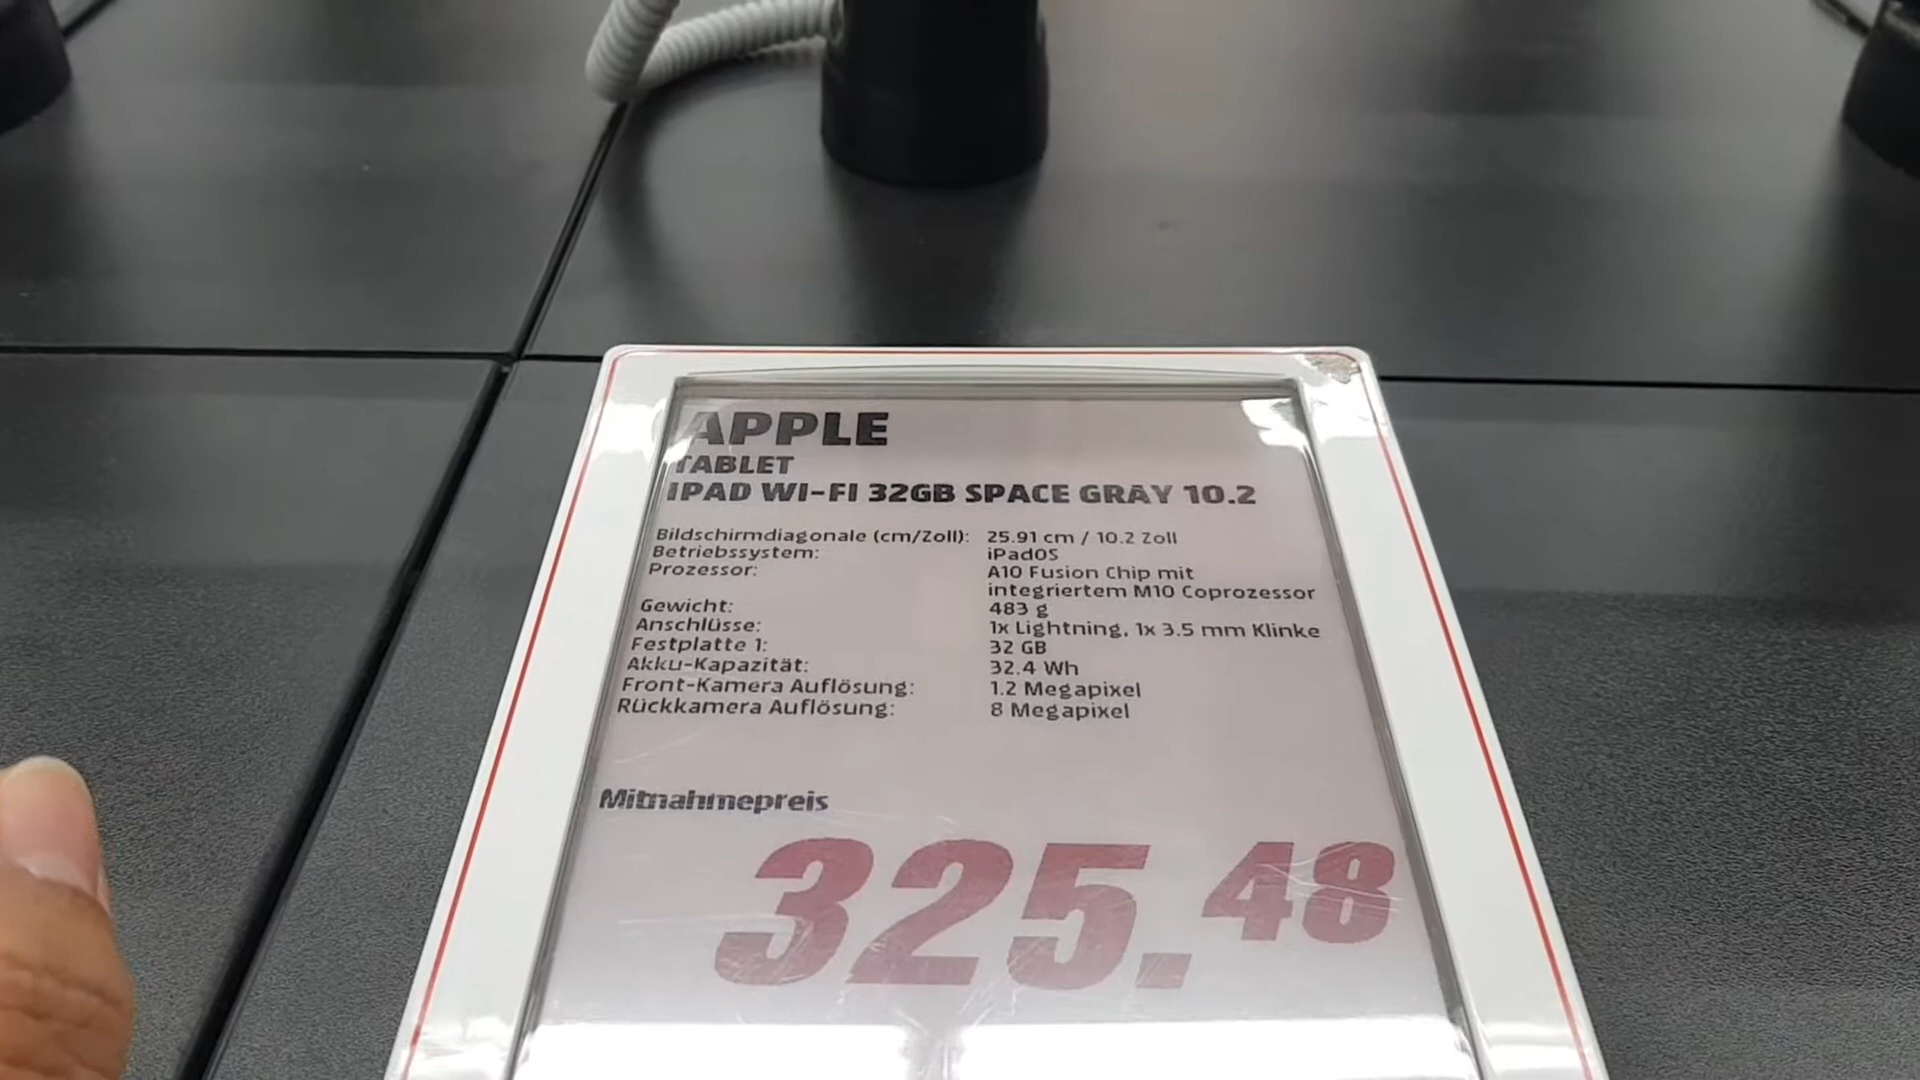 APPLE
TABLET
IPAD WI-FI 32GB SPACE GRAY 10.2
Bildschirmdiagonale (cm/Zoll): 25.91 cm / 10.2 Zoll
Betriebssystem: iPadOS
Prozessor: A10 Fusion Chip mit
integriertem M10 Coprozessor
Gewicht: 483 g
Anschlüsse: 1x Lightning, 1x 3.5 mm Klinke
Festplatte 1: 32 GB
Akku-Kapazität: 32.4 Wh
Front-Kamera Auflösung: 1.2 Megapixel
Rückkamera Auflösung: 8 Megapixel
Mitnahmepreis
325.48